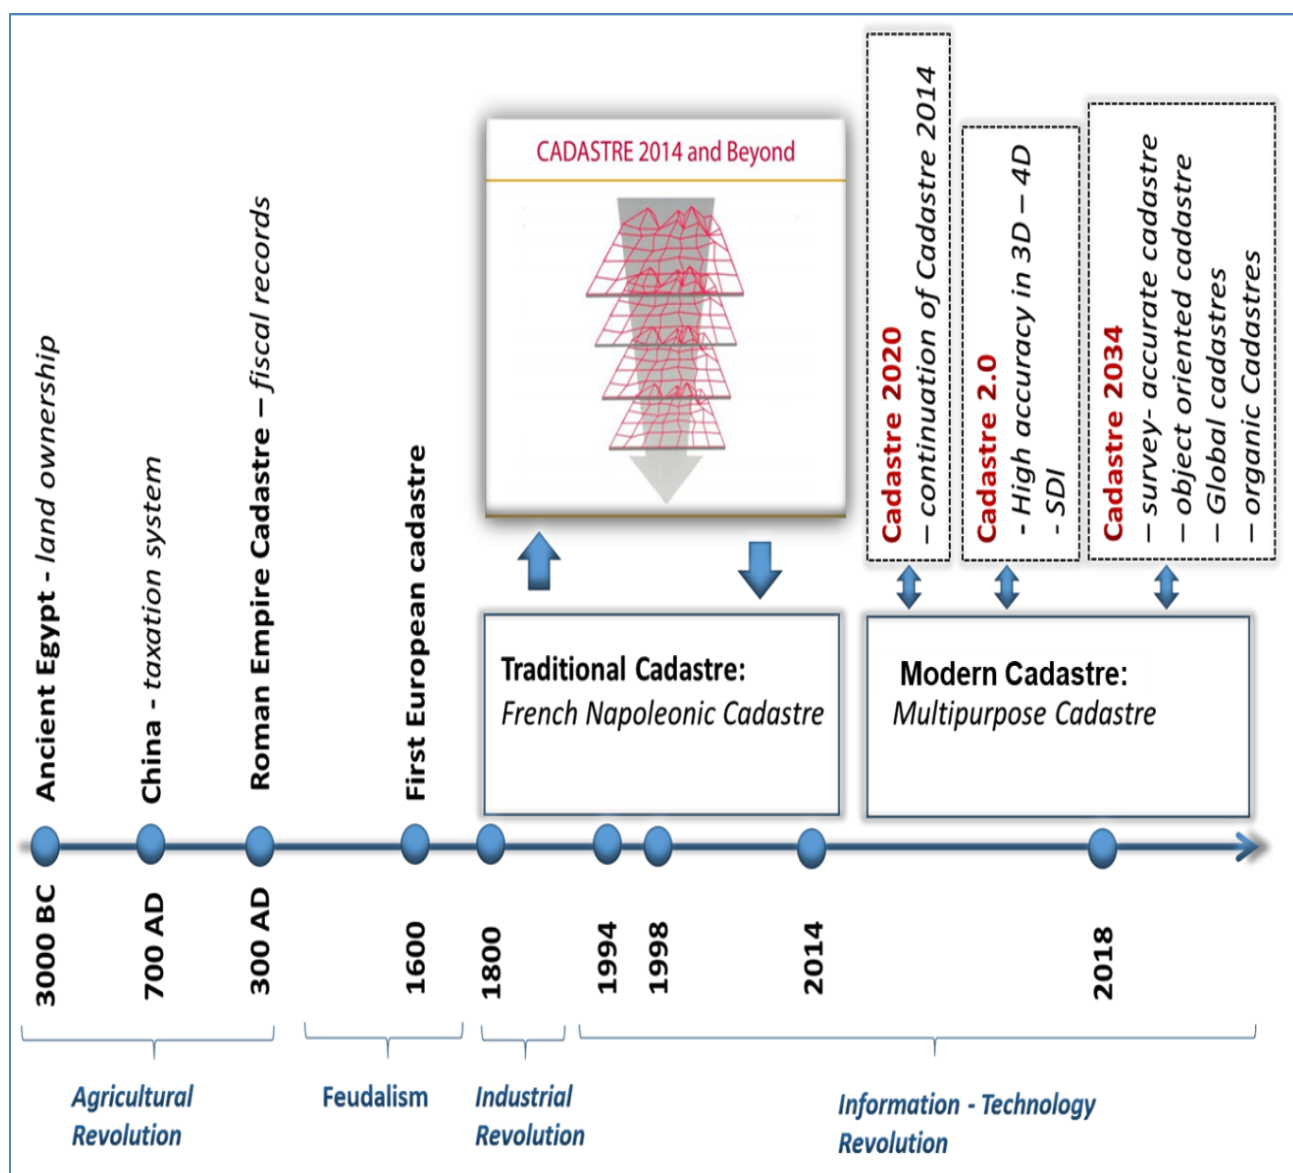 CADASTRE 2014 and Beyond
Ancient Egypt - land ownership
China - taxation system
Roman Empire Cadastre – fiscal records
First European cadastre
Traditional Cadastre:
French Napoleonic Cadastre
Cadastre 2020
– continuation of Cadastre 2014
Cadastre 2.0
- High accuracy in 3D – 4D
- SDI
Cadastre 2034
– survey- accurate cadastre
– object oriented cadastre
– Global cadastres
– organic Cadastres
Modern Cadastre:
Multipurpose Cadastre
3000 BC
700 AD
300 AD
1600
1800
1994
1998
2014
2018
Agricultural
Revolution
Feudalism
Industrial
Revolution
Information - Technology
Revolution